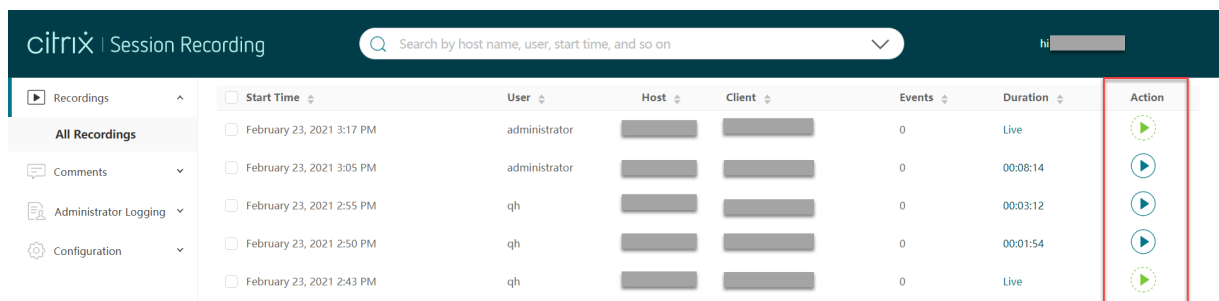 citrix | Session Recording
Search by host name, user, start time, and so on
hi
Recordings
All Recordings
Comments
Administrator Logging
Configuration
Start Time User Host Client Events Duration Action
February 23, 2021 3:17 PM administrator 0 Live
February 23, 2021 3:05 PM administrator 0 00:08:14
February 23, 2021 2:55 PM qh 0 00:03:12
February 23, 2021 2:50 PM qh 0 00:01:54
February 23, 2021 2:43 PM qh 0 Live